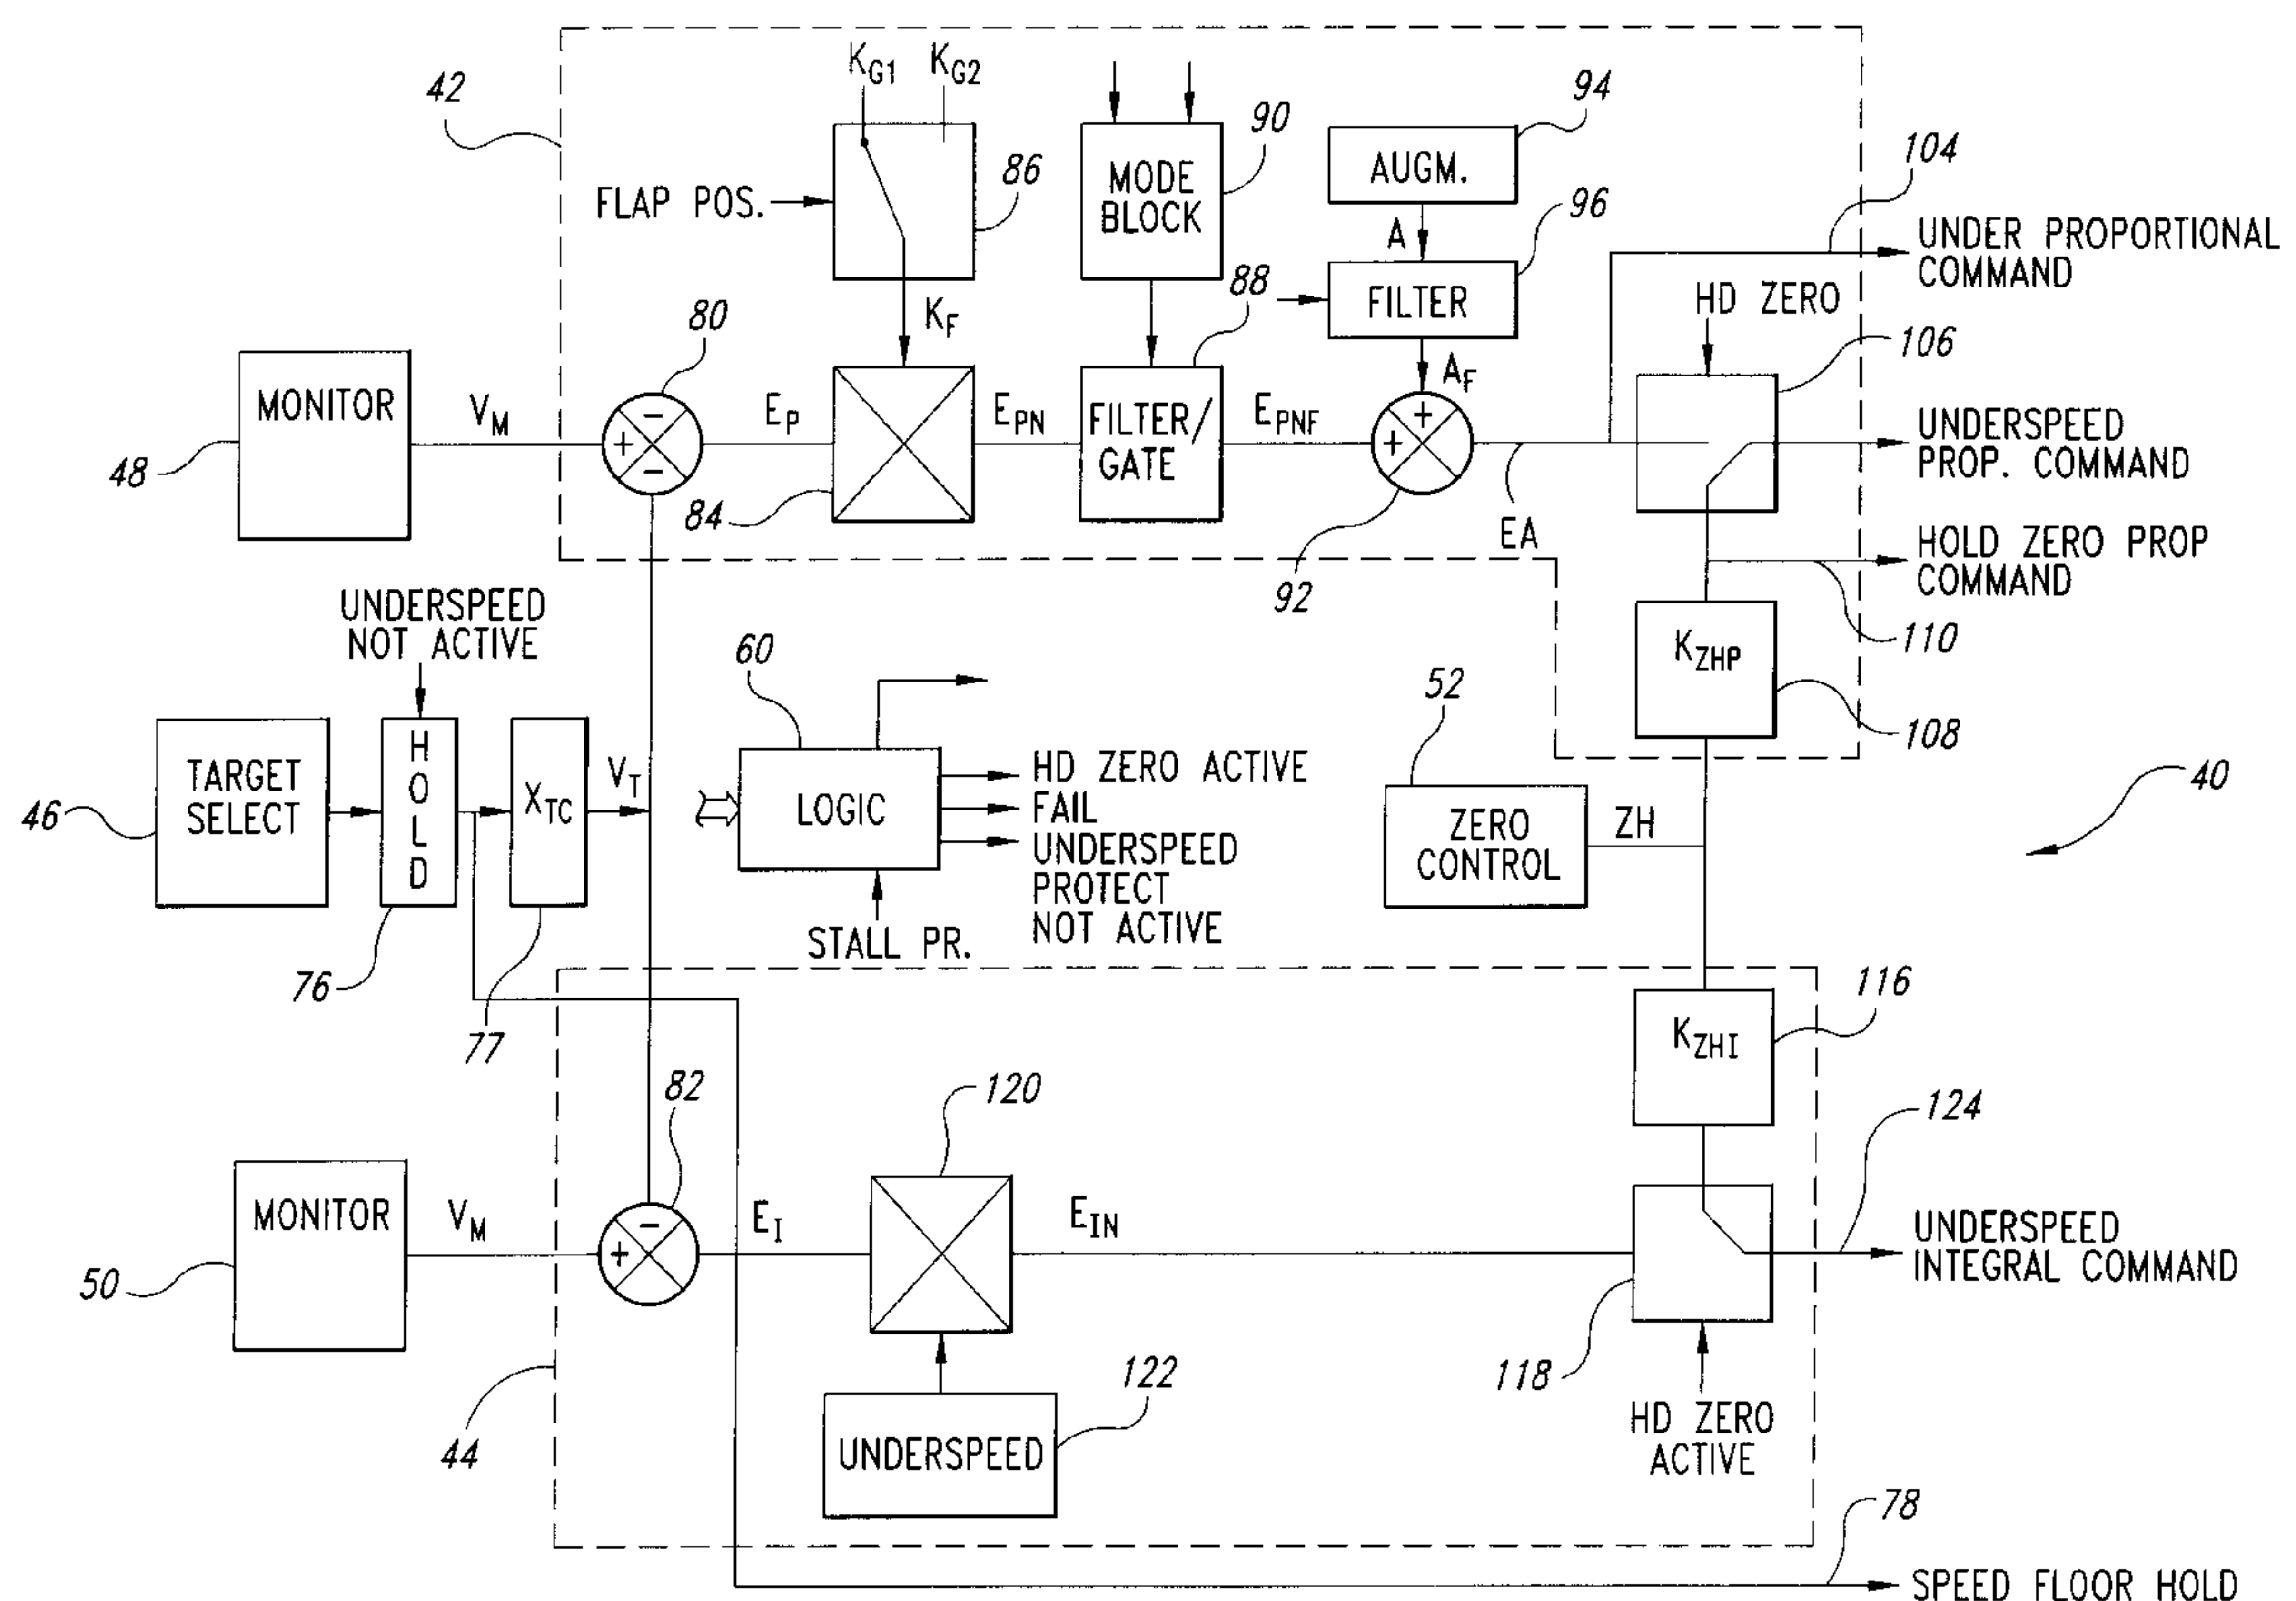 K_G1 K_G2
42
94
90
104
86
MODE
BLOCK
AUGM.
FLAP POS.
96
UNDER PROPORTIONAL
COMMAND
A
88
FILTER
HD ZERO
K_F
80
106
MONITOR
V_M
−
+
−
E_P
E_PN
FILTER/
GATE
E_PNF
A_F
+
+
UNDERSPEED
PROP. COMMAND
48
84
EA
HOLD ZERO PROP
COMMAND
92
UNDERSPEED
NOT ACTIVE
110
60
K_ZHP
52
108
HOLD
TARGET
SELECT
X_TC
V_T
LOGIC
HD ZERO ACTIVE
FAIL
UNDERSPEED
PROTECT
NOT ACTIVE
40
46
ZERO
CONTROL
ZH
STALL PR.
76
77
116
K_ZHI
82
120
124
MONITOR
V_M
−
+
E_I
E_IN
UNDERSPEED
INTEGRAL COMMAND
50
122
118
HD ZERO
ACTIVE
44
UNDERSPEED
78
SPEED FLOOR HOLD